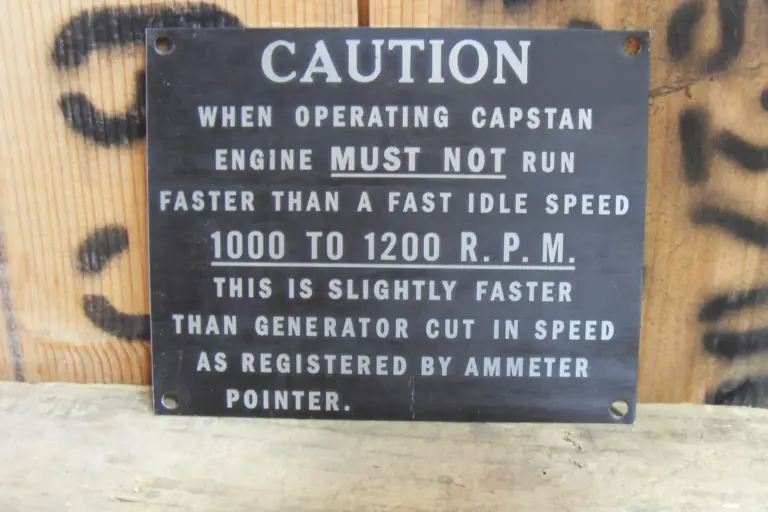 CAUTION
WHEN OPERATING CAPSTAN
ENGINE MUST NOT RUN
FASTER THAN A FAST IDLE SPEED
1000 TO 1200 R.P.M.
THIS IS SLIGHTLY FASTER
THAN GENERATOR CUT IN SPEED
AS REGISTERED BY AMMETER
POINTER.